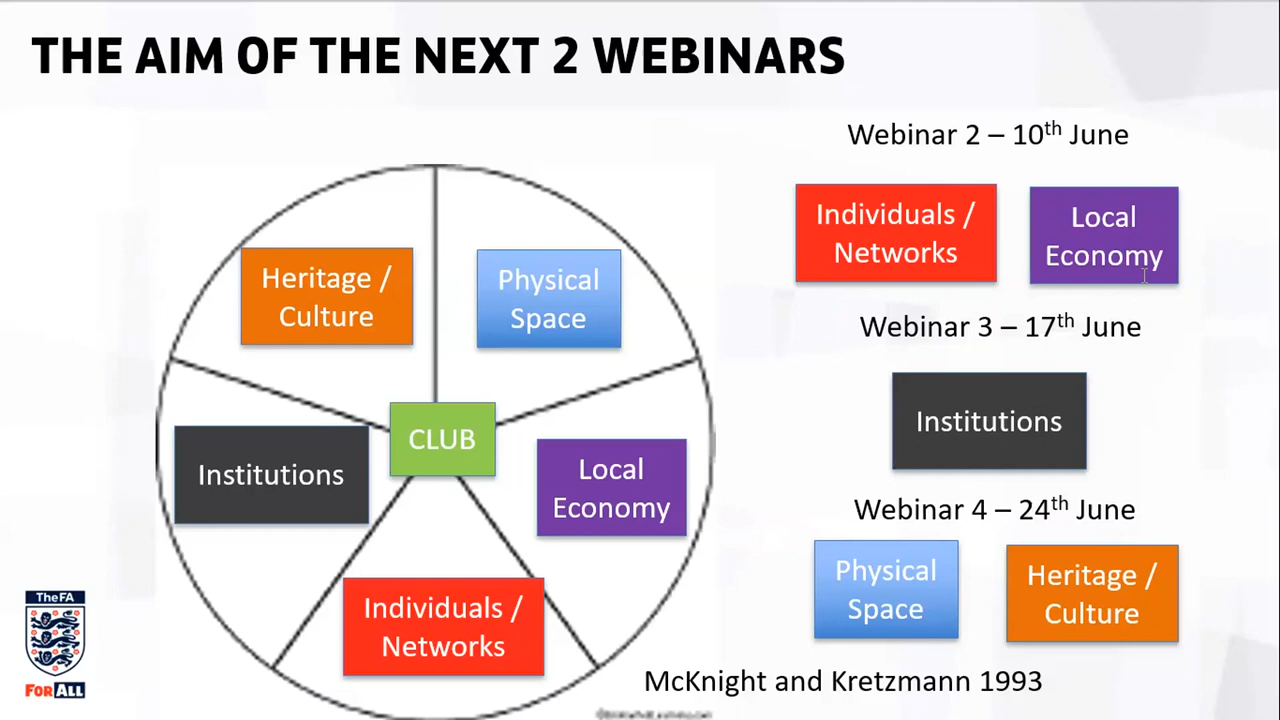 THE AIM OF THE NEXT 2 WEBINARS
Heritage /
Culture
Physical
Space
CLUB
Institutions
Local
Economy
Individuals /
Networks
Webinar 2 – 10th June
Individuals /
Networks
Local
Economy
Webinar 3 – 17th June
Institutions
Webinar 4 – 24th June
Physical
Space
Heritage /
Culture
McKnight and Kretzmann 1993
The FA
FOR ALL